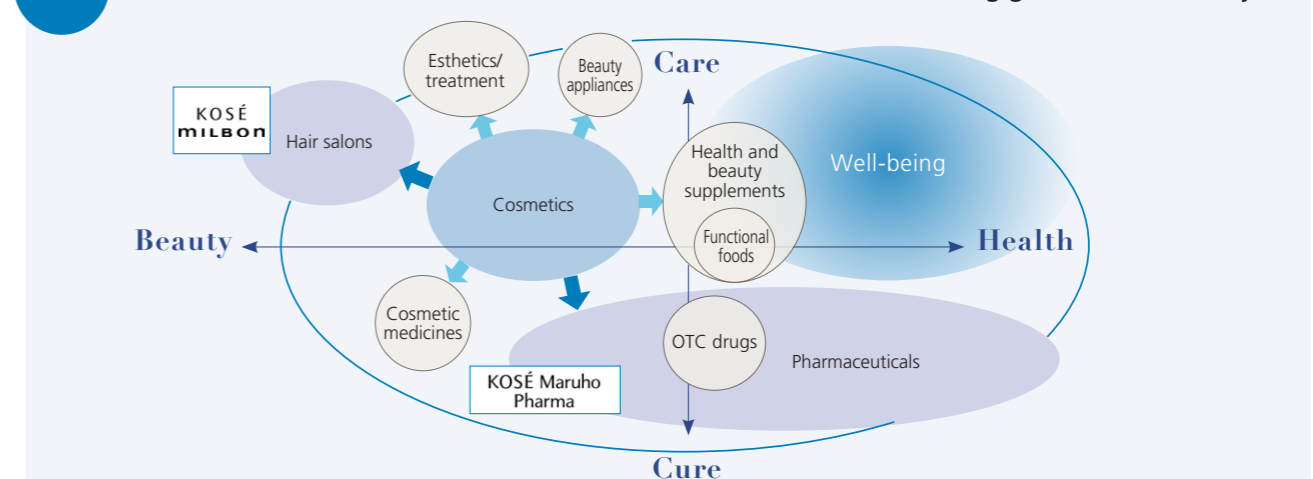 Esthetics/
treatment
Beauty
appliances
Care
KOSÉ
MILBON
Hair salons
Health and
beauty
supplements
Well-being
Cosmetics
Beauty
Functional
foods
Health
Cosmetic
medicines
OTC drugs
Pharmaceuticals
KOSÉ Maruho
Pharma
Cure